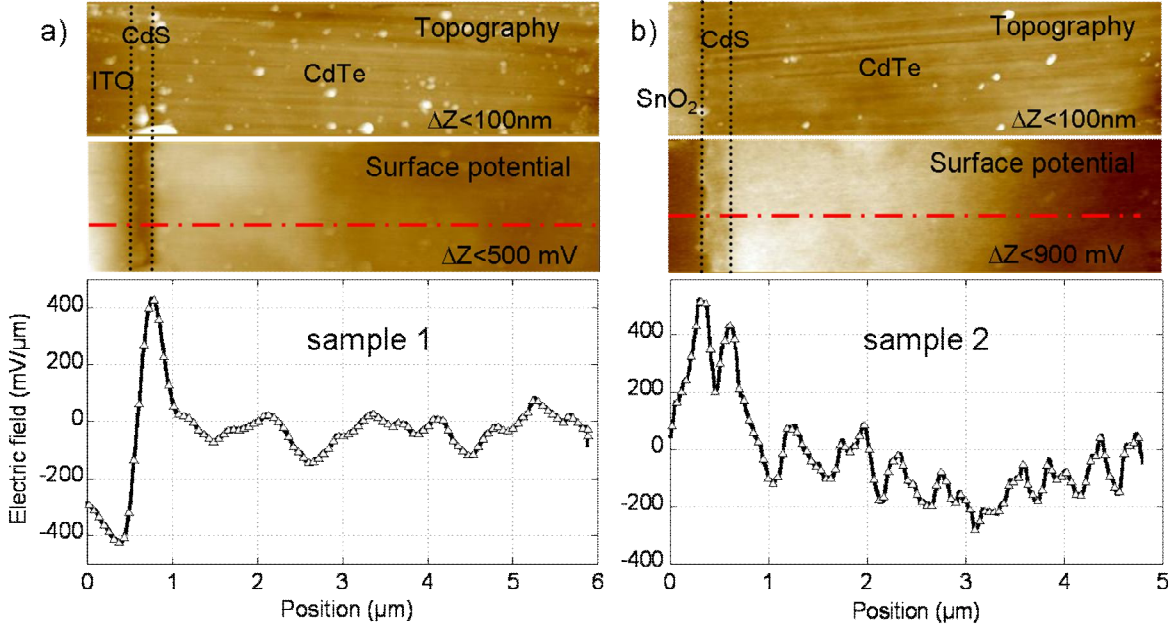 a)
CdS
Topography
ITO
CdTe
ΔZ<100nm
Surface potential
ΔZ<500 mV
Electric field (mV/µm)
400
200
0
-200
-400
sample 1
0 1 2 3 4 5 6
Position (µm)
b)
CdS
Topography
CdTe
SnO₂
ΔZ<100nm
Surface potential
ΔZ<900 mV
400
200
0
-200
-400
sample 2
0 1 2 3 4 5
Position (µm)